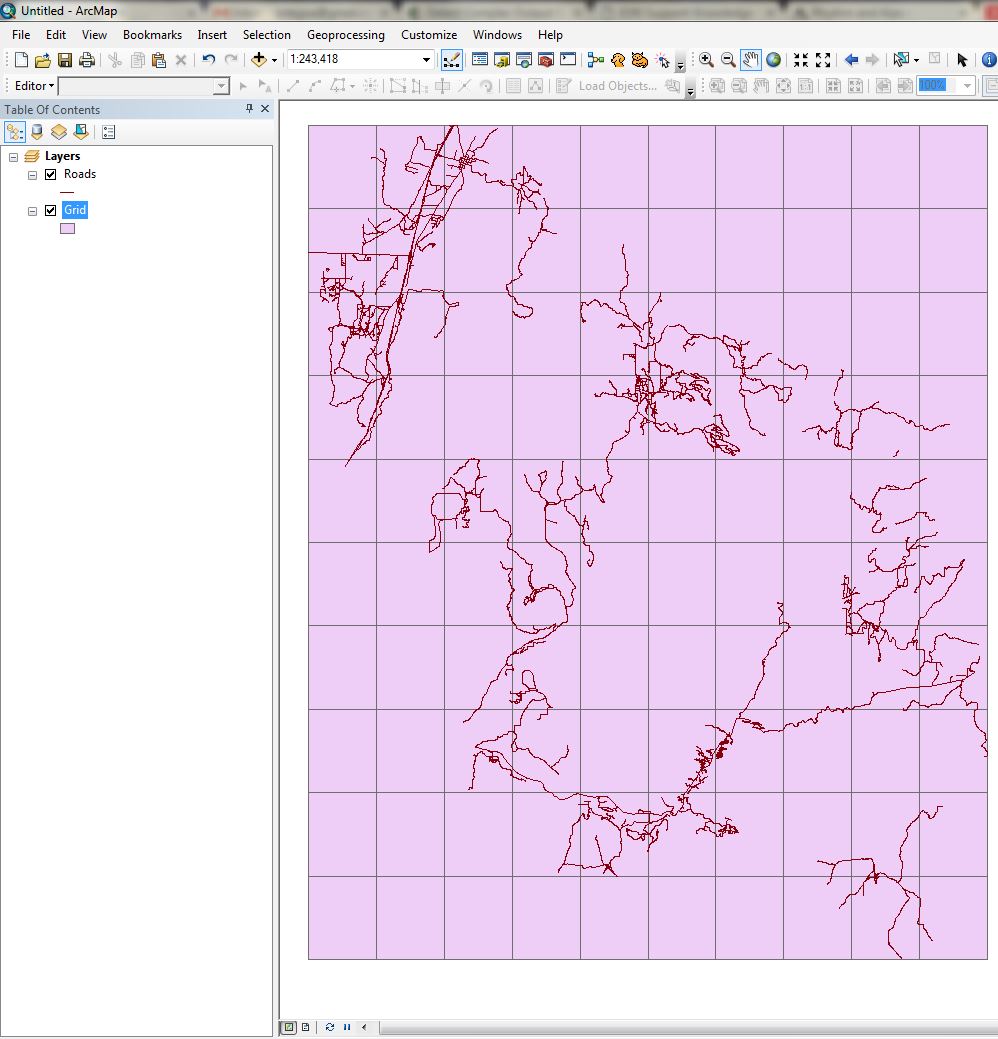 Untitled - ArcMap
File Edit View Bookmarks Insert Selection Geoprocessing Customize Windows Help
1:243,418
Editor Load Objects... 100%
Table Of Contents
Layers
Roads
Grid